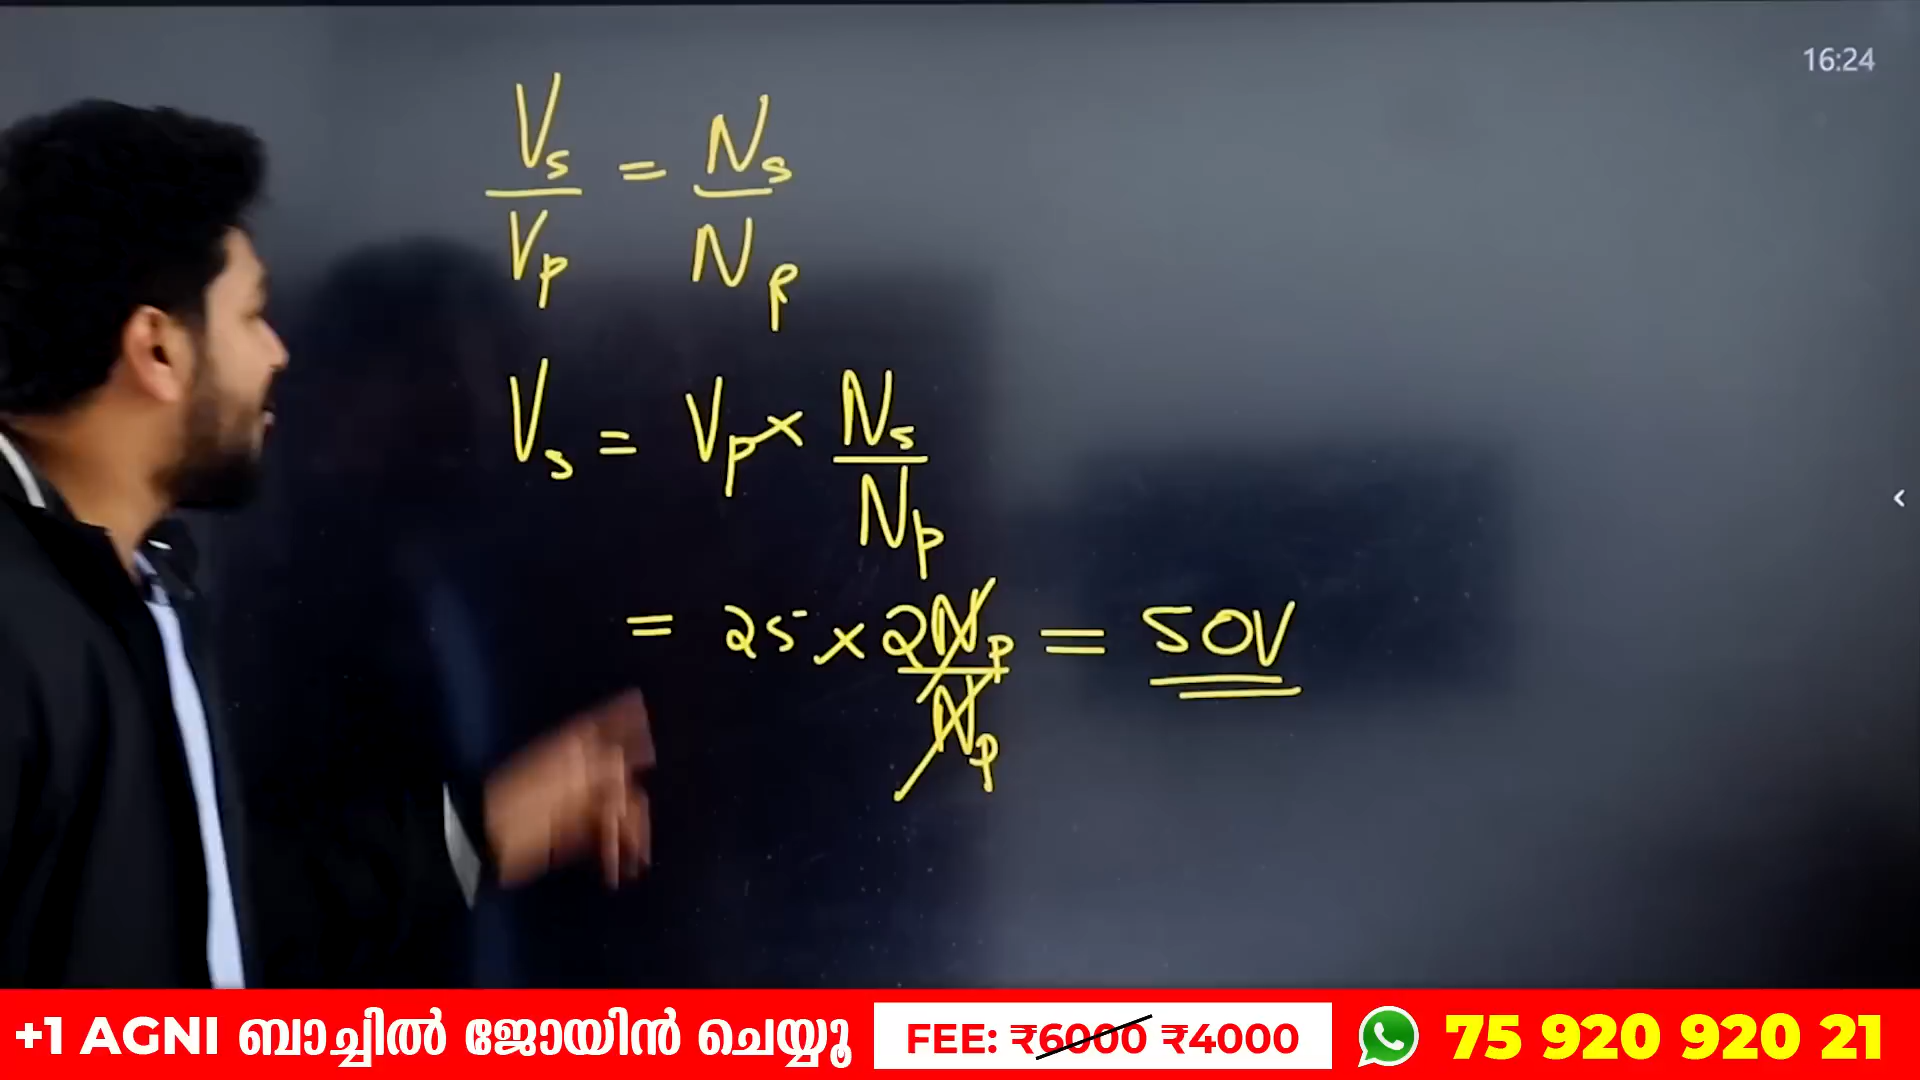 16:24
Vs/Vp = Ns/Np
Vs = Vp × Ns/Np
= 25 × 2Np/Np = 50V
+1 AGNI ബാച്ചിൽ ജോയിൻ ചെയ്യൂ
FEE: ₹6000 ₹4000
75 920 920 21